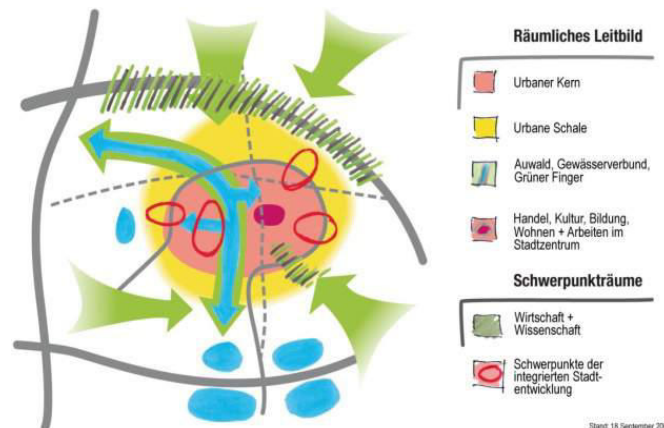 Räumliches Leitbild
Urbaner Kern
Urbane Schale
Auwald, Gewässerverbund,
Grüner Finger
Handel, Kultur, Bildung,
Wohnen + Arbeiten im
Stadtzentrum
Schwerpunkträume
Wirtschaft +
Wissenschaft
Schwerpunkte der
integrierten Stadt-
entwicklung
Stand: 18 September 20